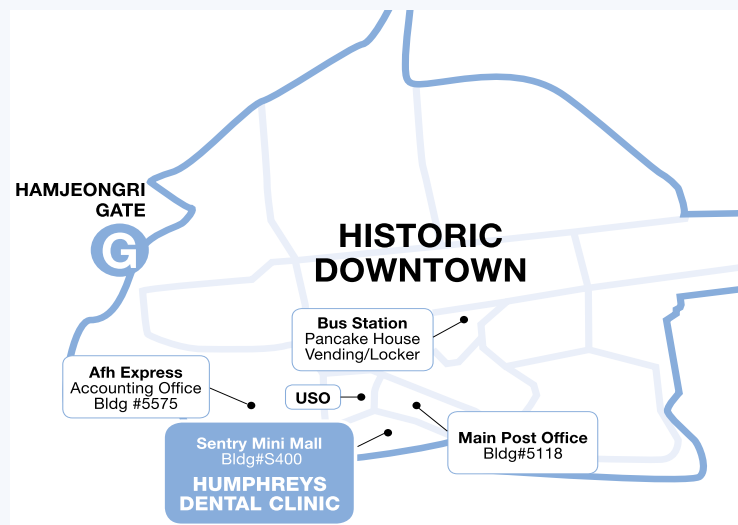 HAMJEONGRI
GATE
G
HISTORIC
DOWNTOWN
Bus Station
Pancake House
Vending/Locker
Afh Express
Accounting Office
Bldg #5575
USO
Main Post Office
Bldg#5118
Sentry Mini Mall
Bldg#S400
HUMPHREYS
DENTAL CLINIC